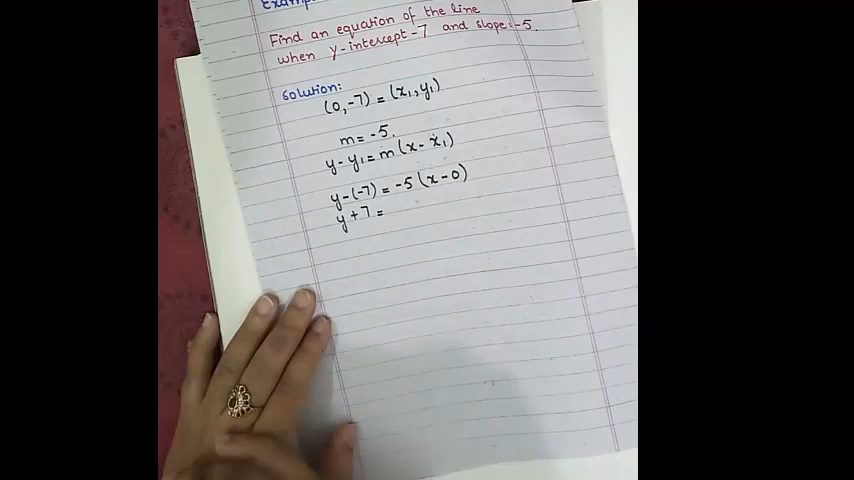 Find an equation of the line
when y-intercept -7 and slope: -5.
Solution:
(0,-7) = (x₁, y₁)
m = -5.
y - y₁ = m (x - x₁)
y - (-7) = -5 (x - 0)
y + 7 =